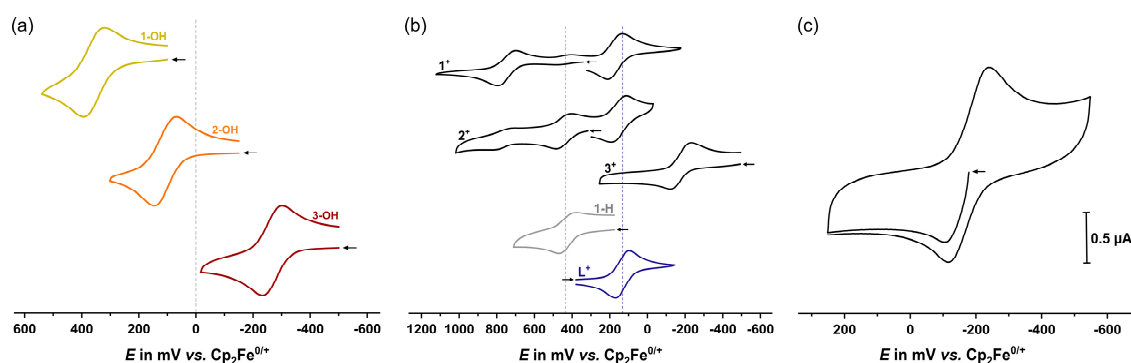 (a)
1-OH
2-OH
3-OH
600 400 200 0 -200 -400 -600
E in mV vs. Cp₂Fe⁰/⁺
(b)
1⁺
2⁺
3⁺
1-H
L⁺
1200 1000 800 600 400 200 0 -200 -400 -600
E in mV vs. Cp₂Fe⁰/⁺
(c)
0.5 µA
200 0 -200 -400 -600
E in mV vs. Cp₂Fe⁰/⁺